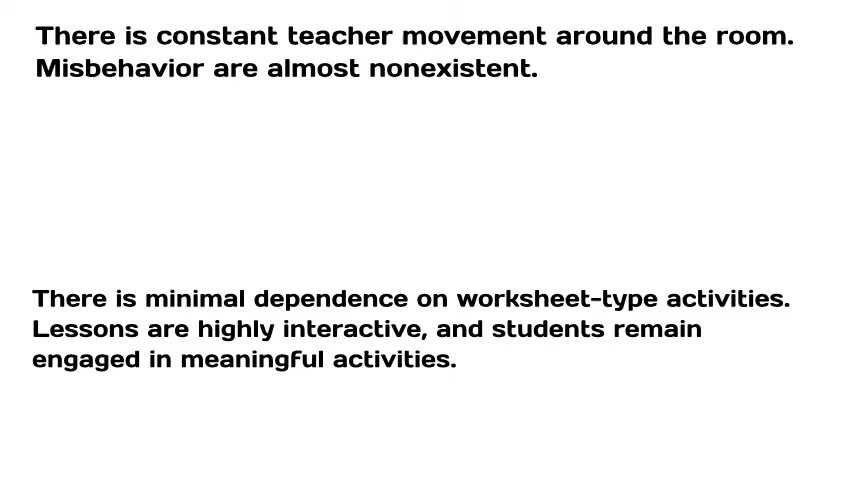 There is constant teacher movement around the room.
Misbehavior are almost nonexistent.
There is minimal dependence on worksheet-type activities.
Lessons are highly interactive, and students remain
engaged in meaningful activities.